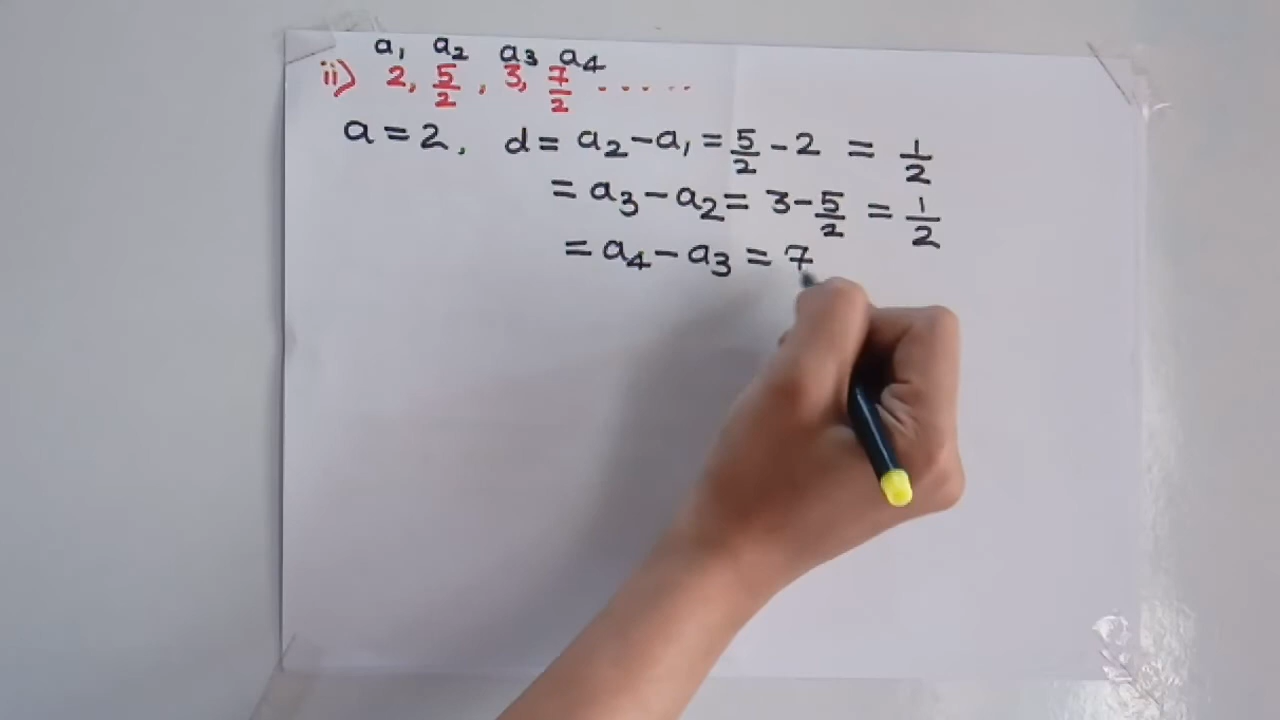 a₁ a₂ a₃ a₄
ii) 2, 5/2, 3, 7/2 ......
a = 2, d = a₂ - a₁ = 5/2 - 2 = 1/2
= a₃ - a₂ = 3 - 5/2 = 1/2
= a₄ - a₃ = 7